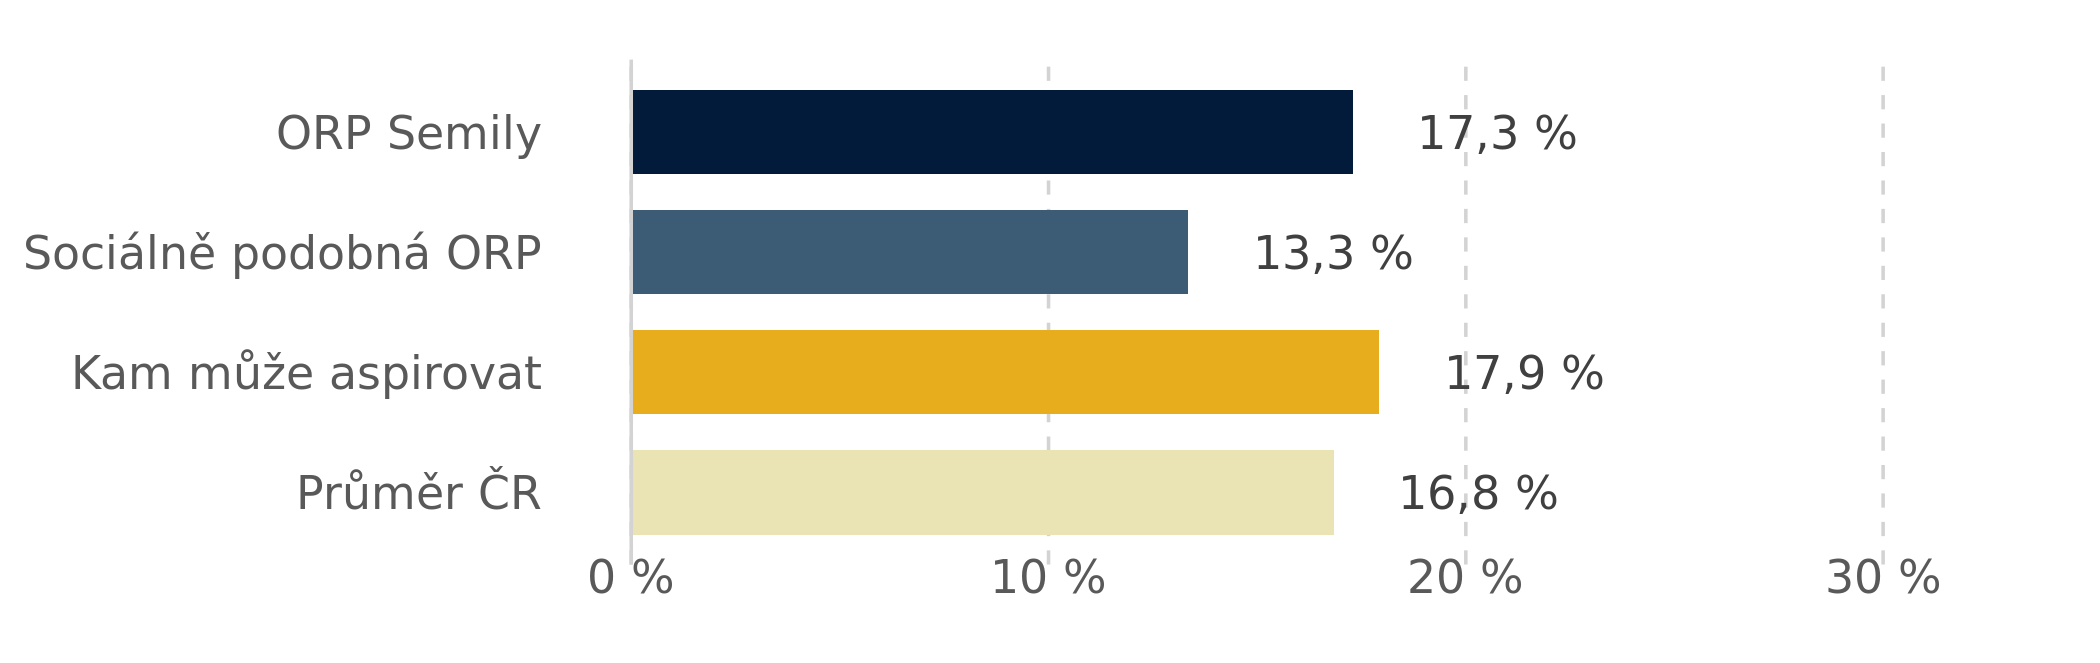 ORP Semily 17,3 %
Sociálně podobná ORP 13,3 %
Kam může aspirovat 17,9 %
Průměr ČR 16,8 %
0 % 10 % 20 % 30 %